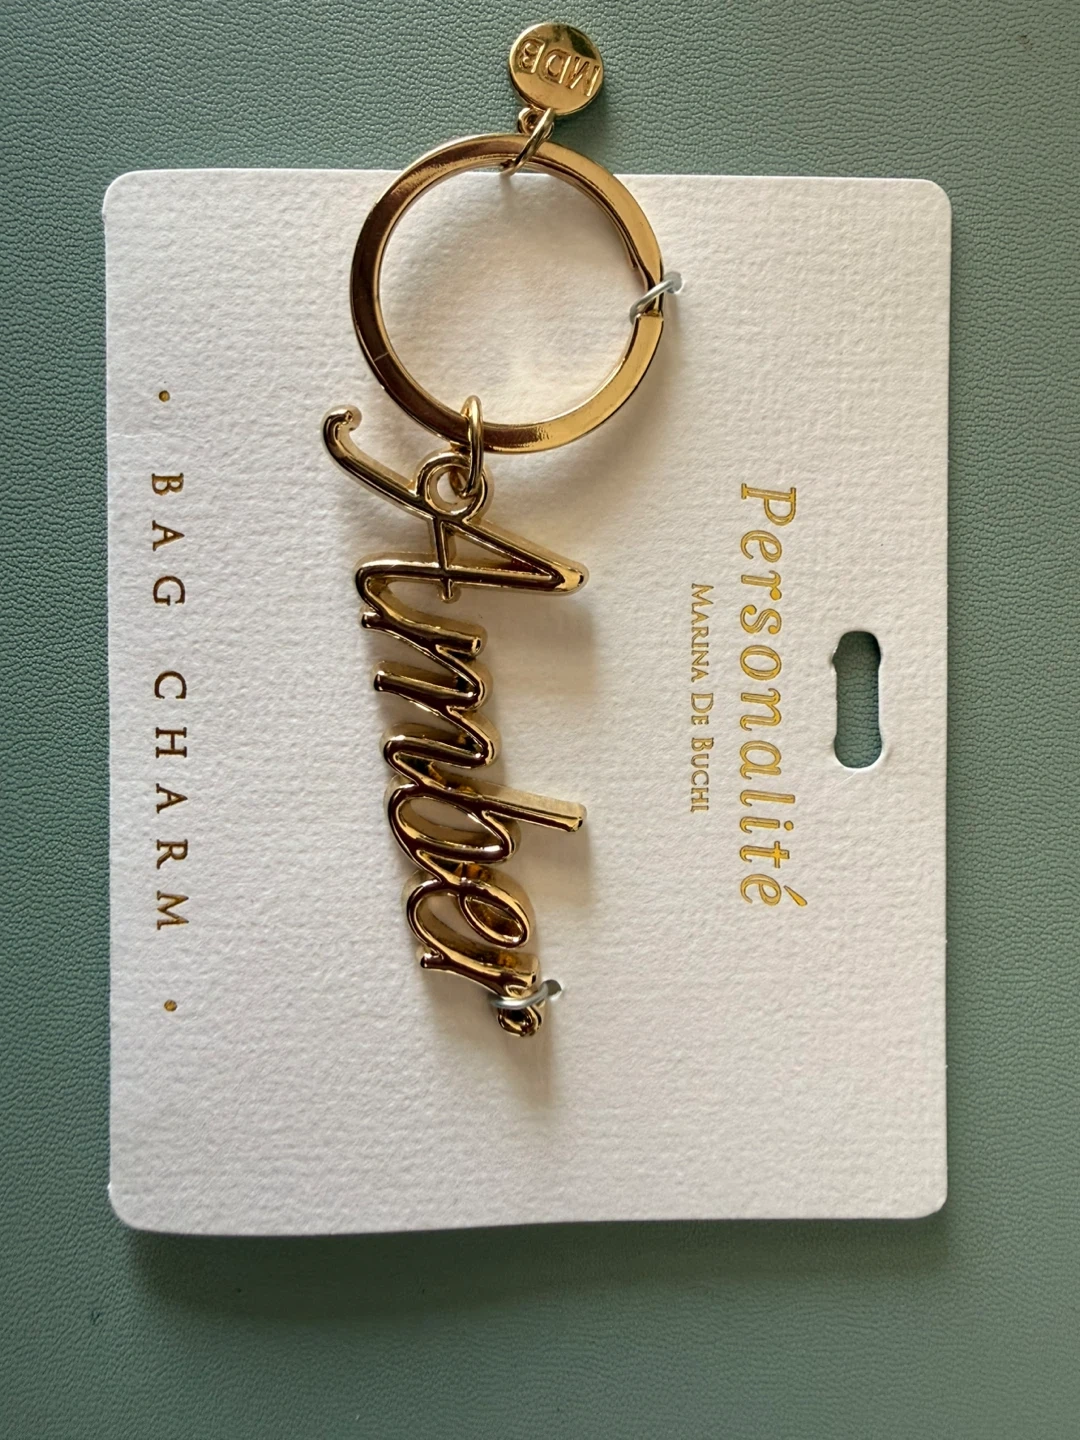 Personalité
MARINA DE BUCHI
MDB
Amber
• BAG CHARM •